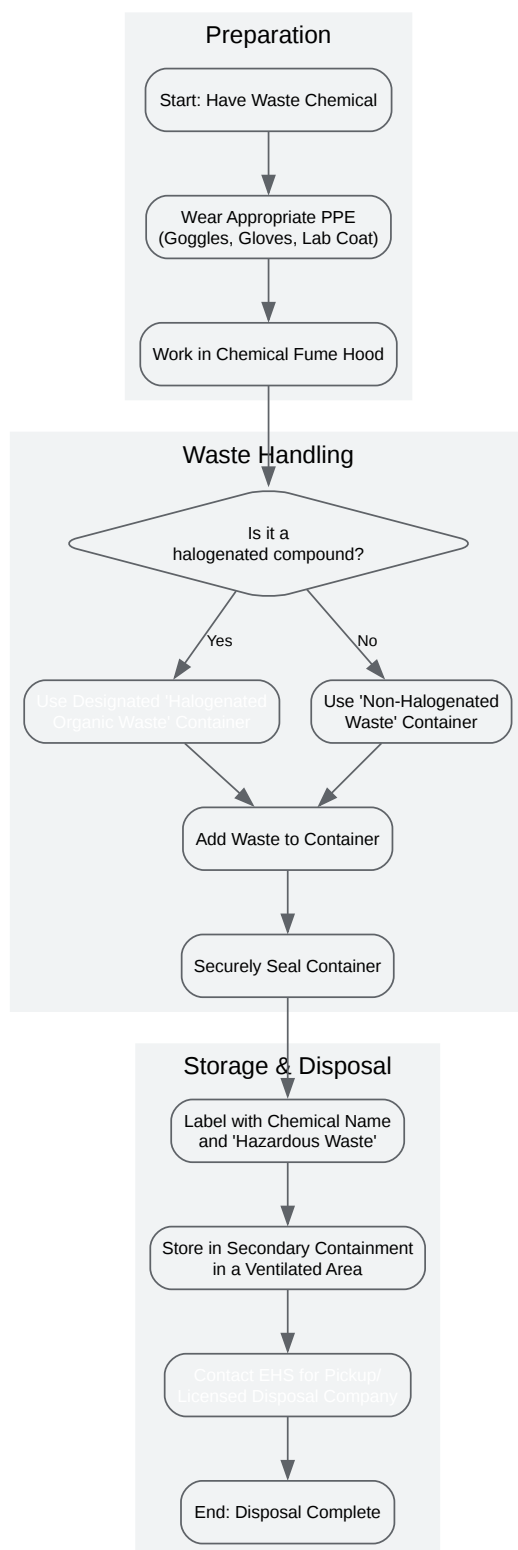 Preparation
Start: Have Waste Chemical
Wear Appropriate PPE
(Goggles, Gloves, Lab Coat)
Work in Chemical Fume Hood
Waste Handling
Is it a
halogenated compound?
Yes
No
Use Designated 'Halogenated
Organic Waste' Container
Use 'Non-Halogenated
Waste' Container
Add Waste to Container
Securely Seal Container
Storage & Disposal
Label with Chemical Name
and 'Hazardous Waste'
Store in Secondary Containment
in a Ventilated Area
Contact EHS for Pickup/
Licensed Disposal Company
End: Disposal Complete